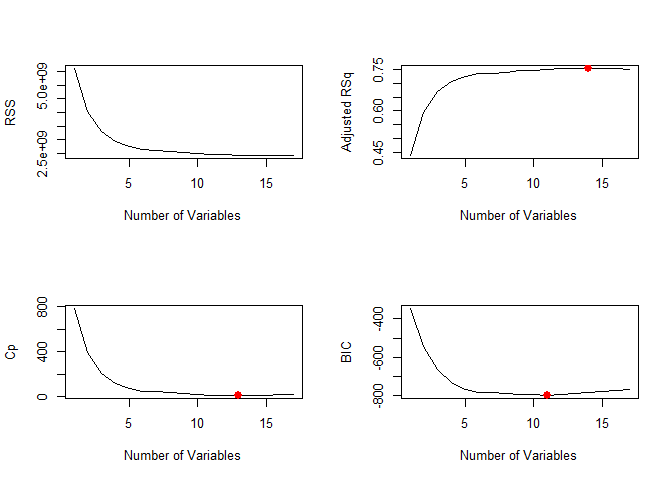 RSS
2.5e+09
5.0e+09
5
10
15
Number of Variables
Adjusted RSq
0.45
0.60
0.75
5
10
15
Number of Variables
Cp
0
400
800
5
10
15
Number of Variables
BIC
-800
-600
-400
5
10
15
Number of Variables